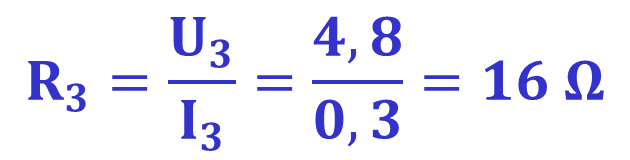 R₃ = U₃/I₃ = 4,8/0,3 = 16 Ω